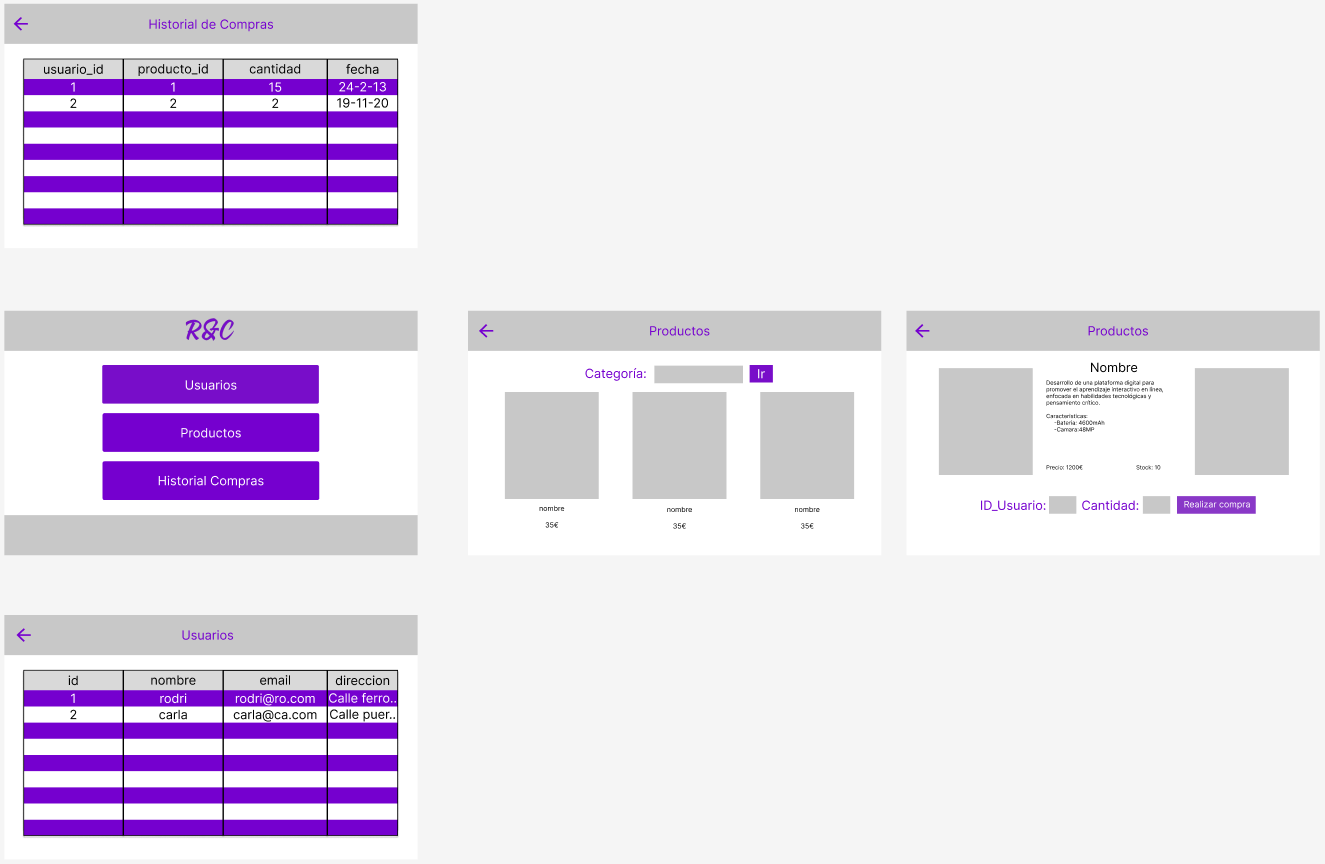 Historial de Compras
usuario_id producto_id cantidad fecha
1 1 15 24-2-13
2 2 2 19-11-20
R&C
Usuarios
Productos
Historial Compras
Productos
Categoría: Ir
nombre nombre nombre
35€ 35€ 35€
Productos
Nombre
Desarrollo de una plataforma digital para
promover el aprendizaje interactivo en línea,
enfocada en habilidades tecnológicas y
pensamiento crítico.
Características:
-Batería: 4600mAh
-Camara:48MP
Precio: 1200€ Stock: 10
ID_Usuario: Cantidad: Realizar compra
Usuarios
id nombre email direccion
1 rodri rodri@ro.com Calle ferro..
2 carla carla@ca.com Calle puer..